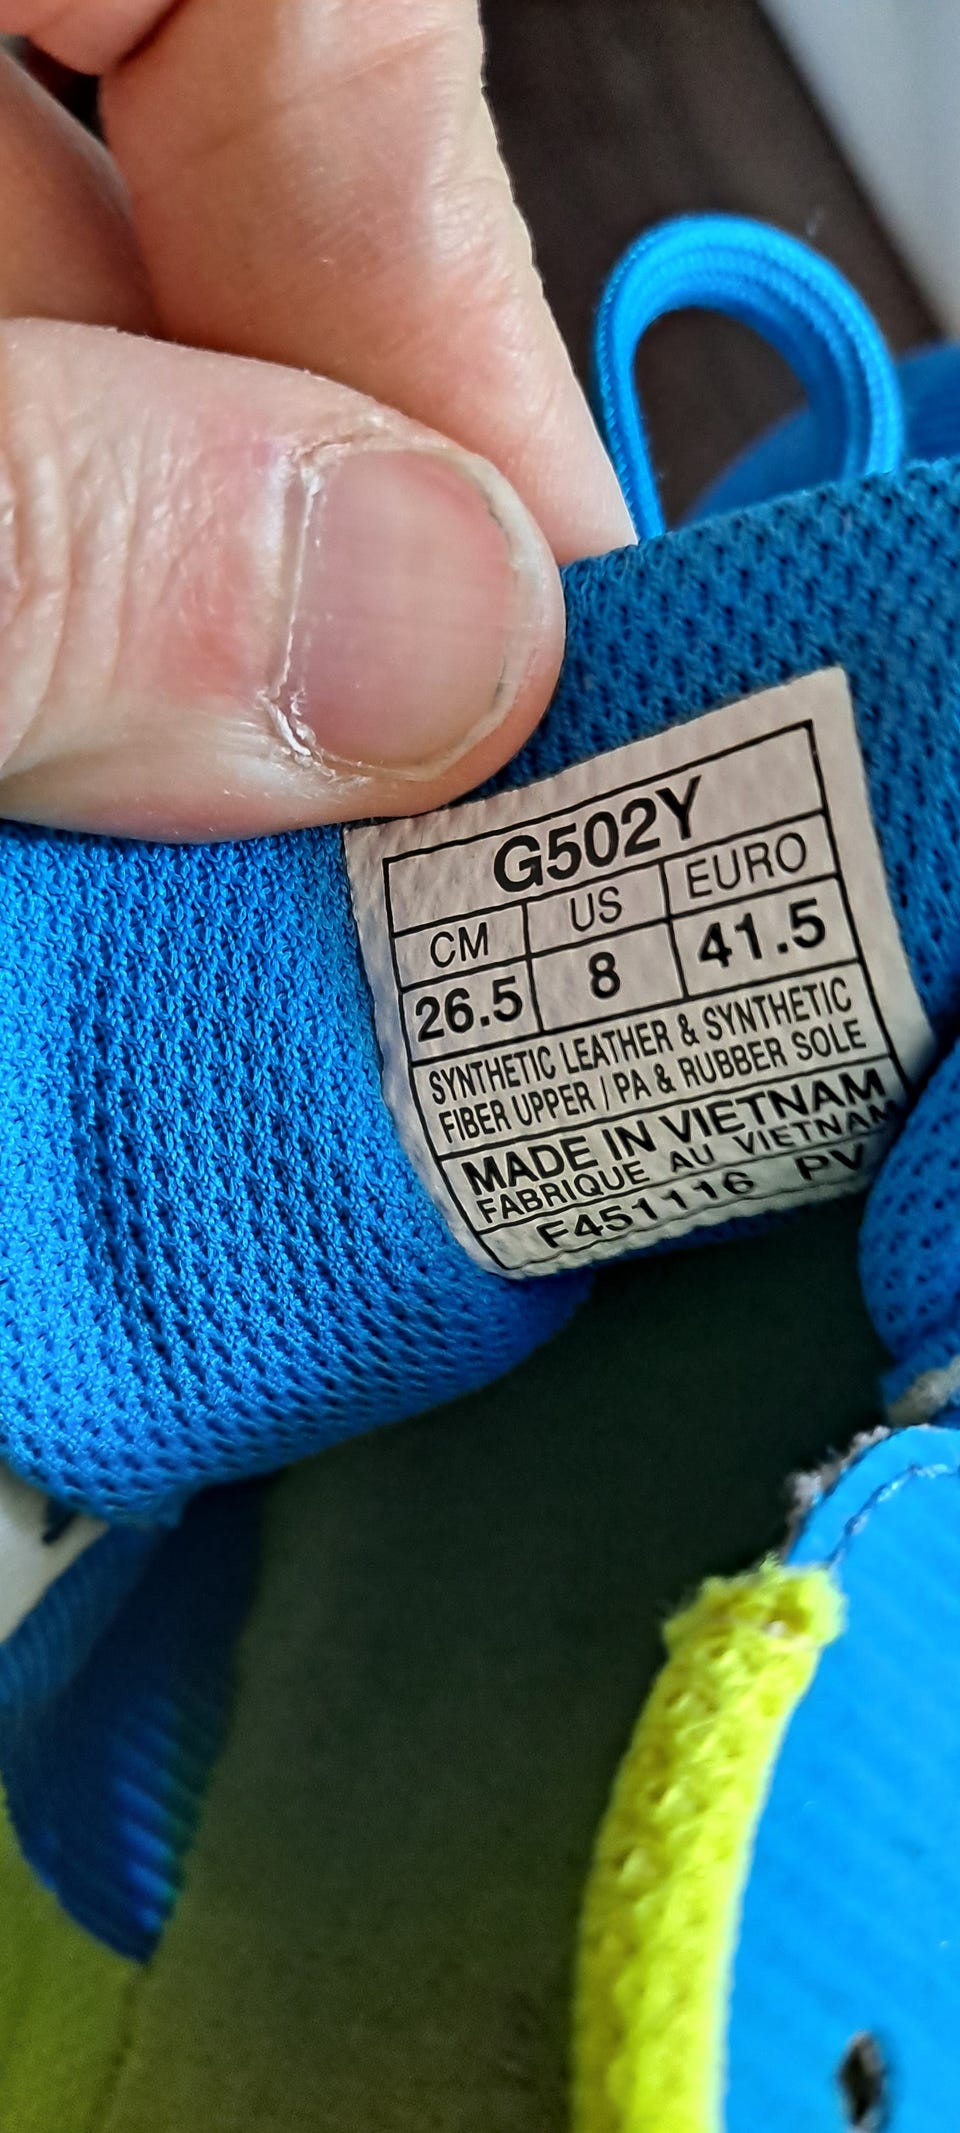 G502Y
CM US EURO
26.5 8 41.5
SYNTHETIC LEATHER & SYNTHETIC
FIBER UPPER / PA & RUBBER SOLE
MADE IN VIETNAM
FABRIQUE AU VIETNAM
F451116 PV